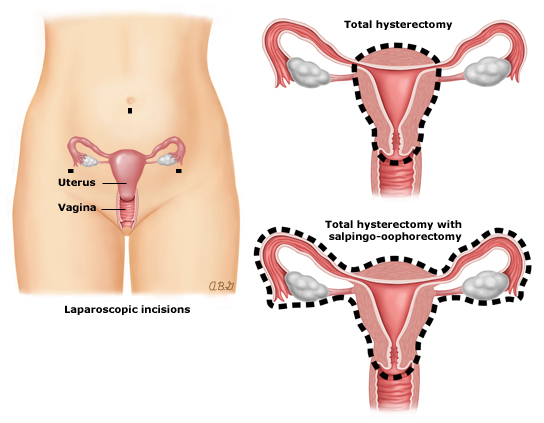 Total hysterectomy
Uterus
Vagina
Total hysterectomy with
salpingo-oophorectomy
Laparoscopic incisions